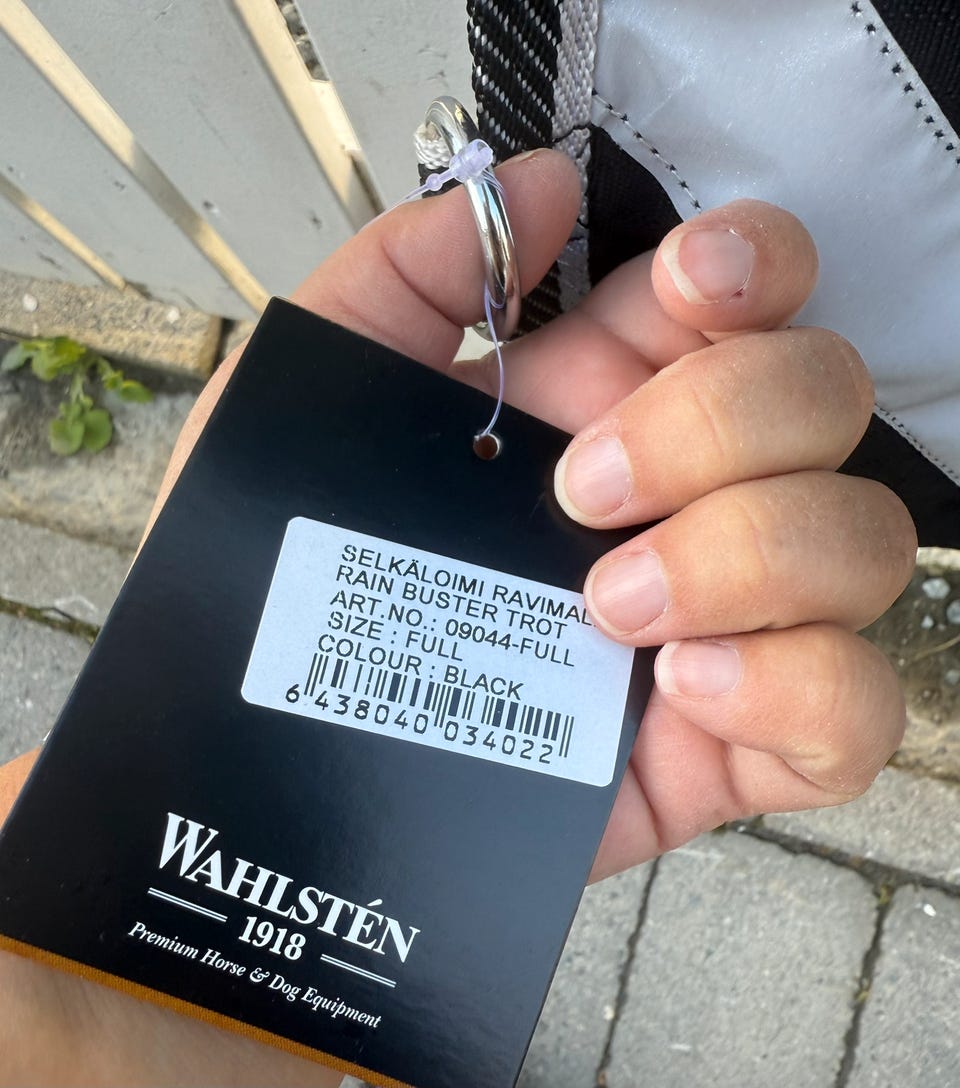 SELKÄLOIMI
RAIN BUSTER TROT
ART.NO.: 09044-FULL
SIZE : FULL
COLOUR : BLACK
6 438040 034022
WAHLSTÉN
1918
Premium Horse & Dog Equipment